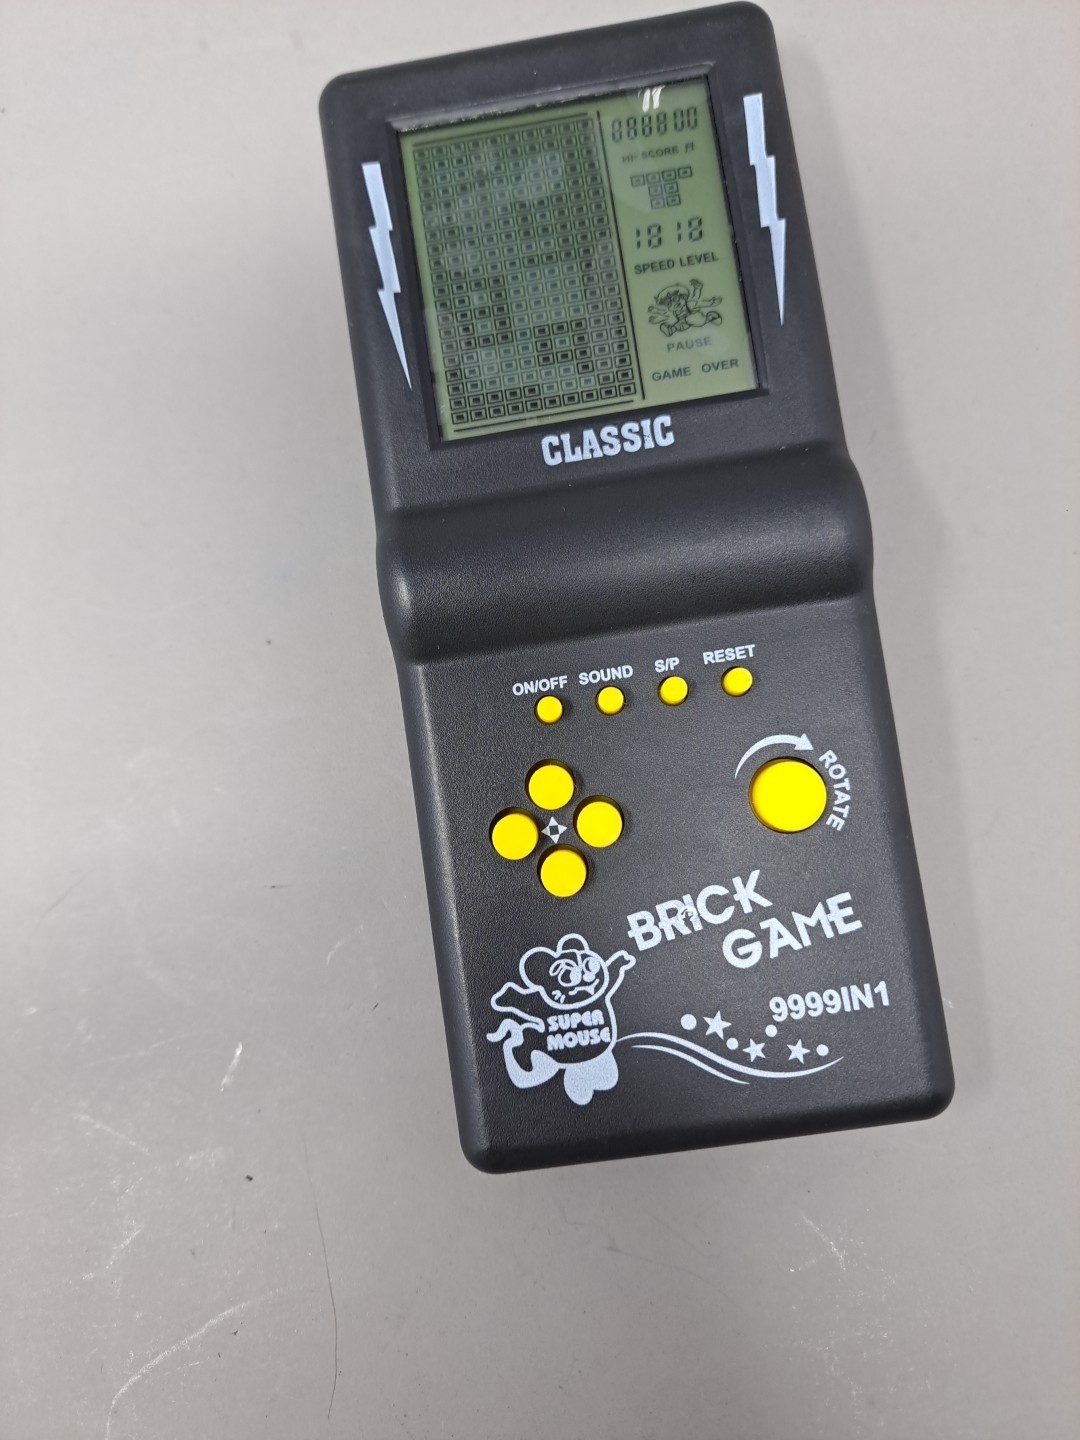 088800
HI-SCORE
1818
SPEED LEVEL
PAUSE
GAME OVER
CLASSIC
ON/OFF SOUND S/P RESET
ROTATE
BRICK
GAME
9999IN1
SUPER
MOUSE